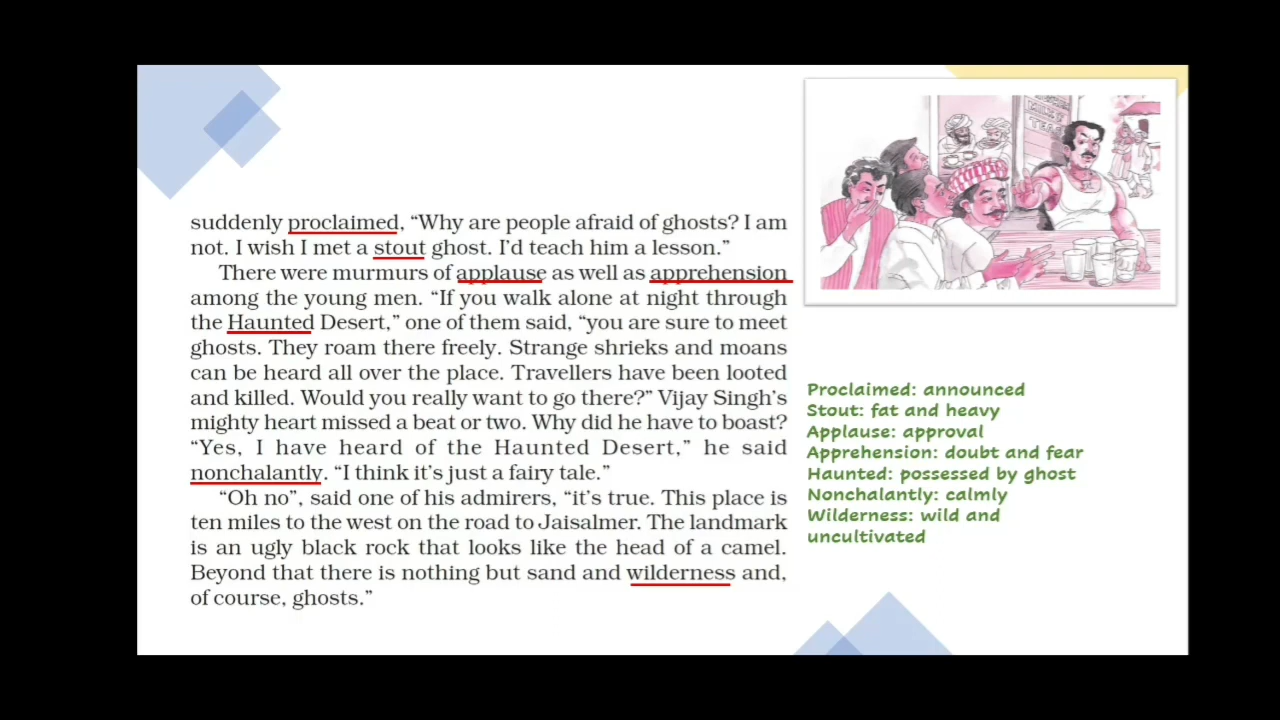 suddenly proclaimed, “Why are people afraid of ghosts? I am
not. I wish I met a stout ghost. I’d teach him a lesson.”
There were murmurs of applause as well as apprehension
among the young men. “If you walk alone at night through
the Haunted Desert,” one of them said, “you are sure to meet
ghosts. They roam there freely. Strange shrieks and moans
can be heard all over the place. Travellers have been looted
and killed. Would you really want to go there?” Vijay Singh’s
mighty heart missed a beat or two. Why did he have to boast?
“Yes, I have heard of the Haunted Desert,” he said
nonchalantly. “I think it’s just a fairy tale.”
“Oh no”, said one of his admirers, “it’s true. This place is
ten miles to the west on the road to Jaisalmer. The landmark
is an ugly black rock that looks like the head of a camel.
Beyond that there is nothing but sand and wilderness and,
of course, ghosts.”
Proclaimed: announced
Stout: fat and heavy
Applause: approval
Apprehension: doubt and fear
Haunted: possessed by ghost
Nonchalantly: calmly
Wilderness: wild and
uncultivated